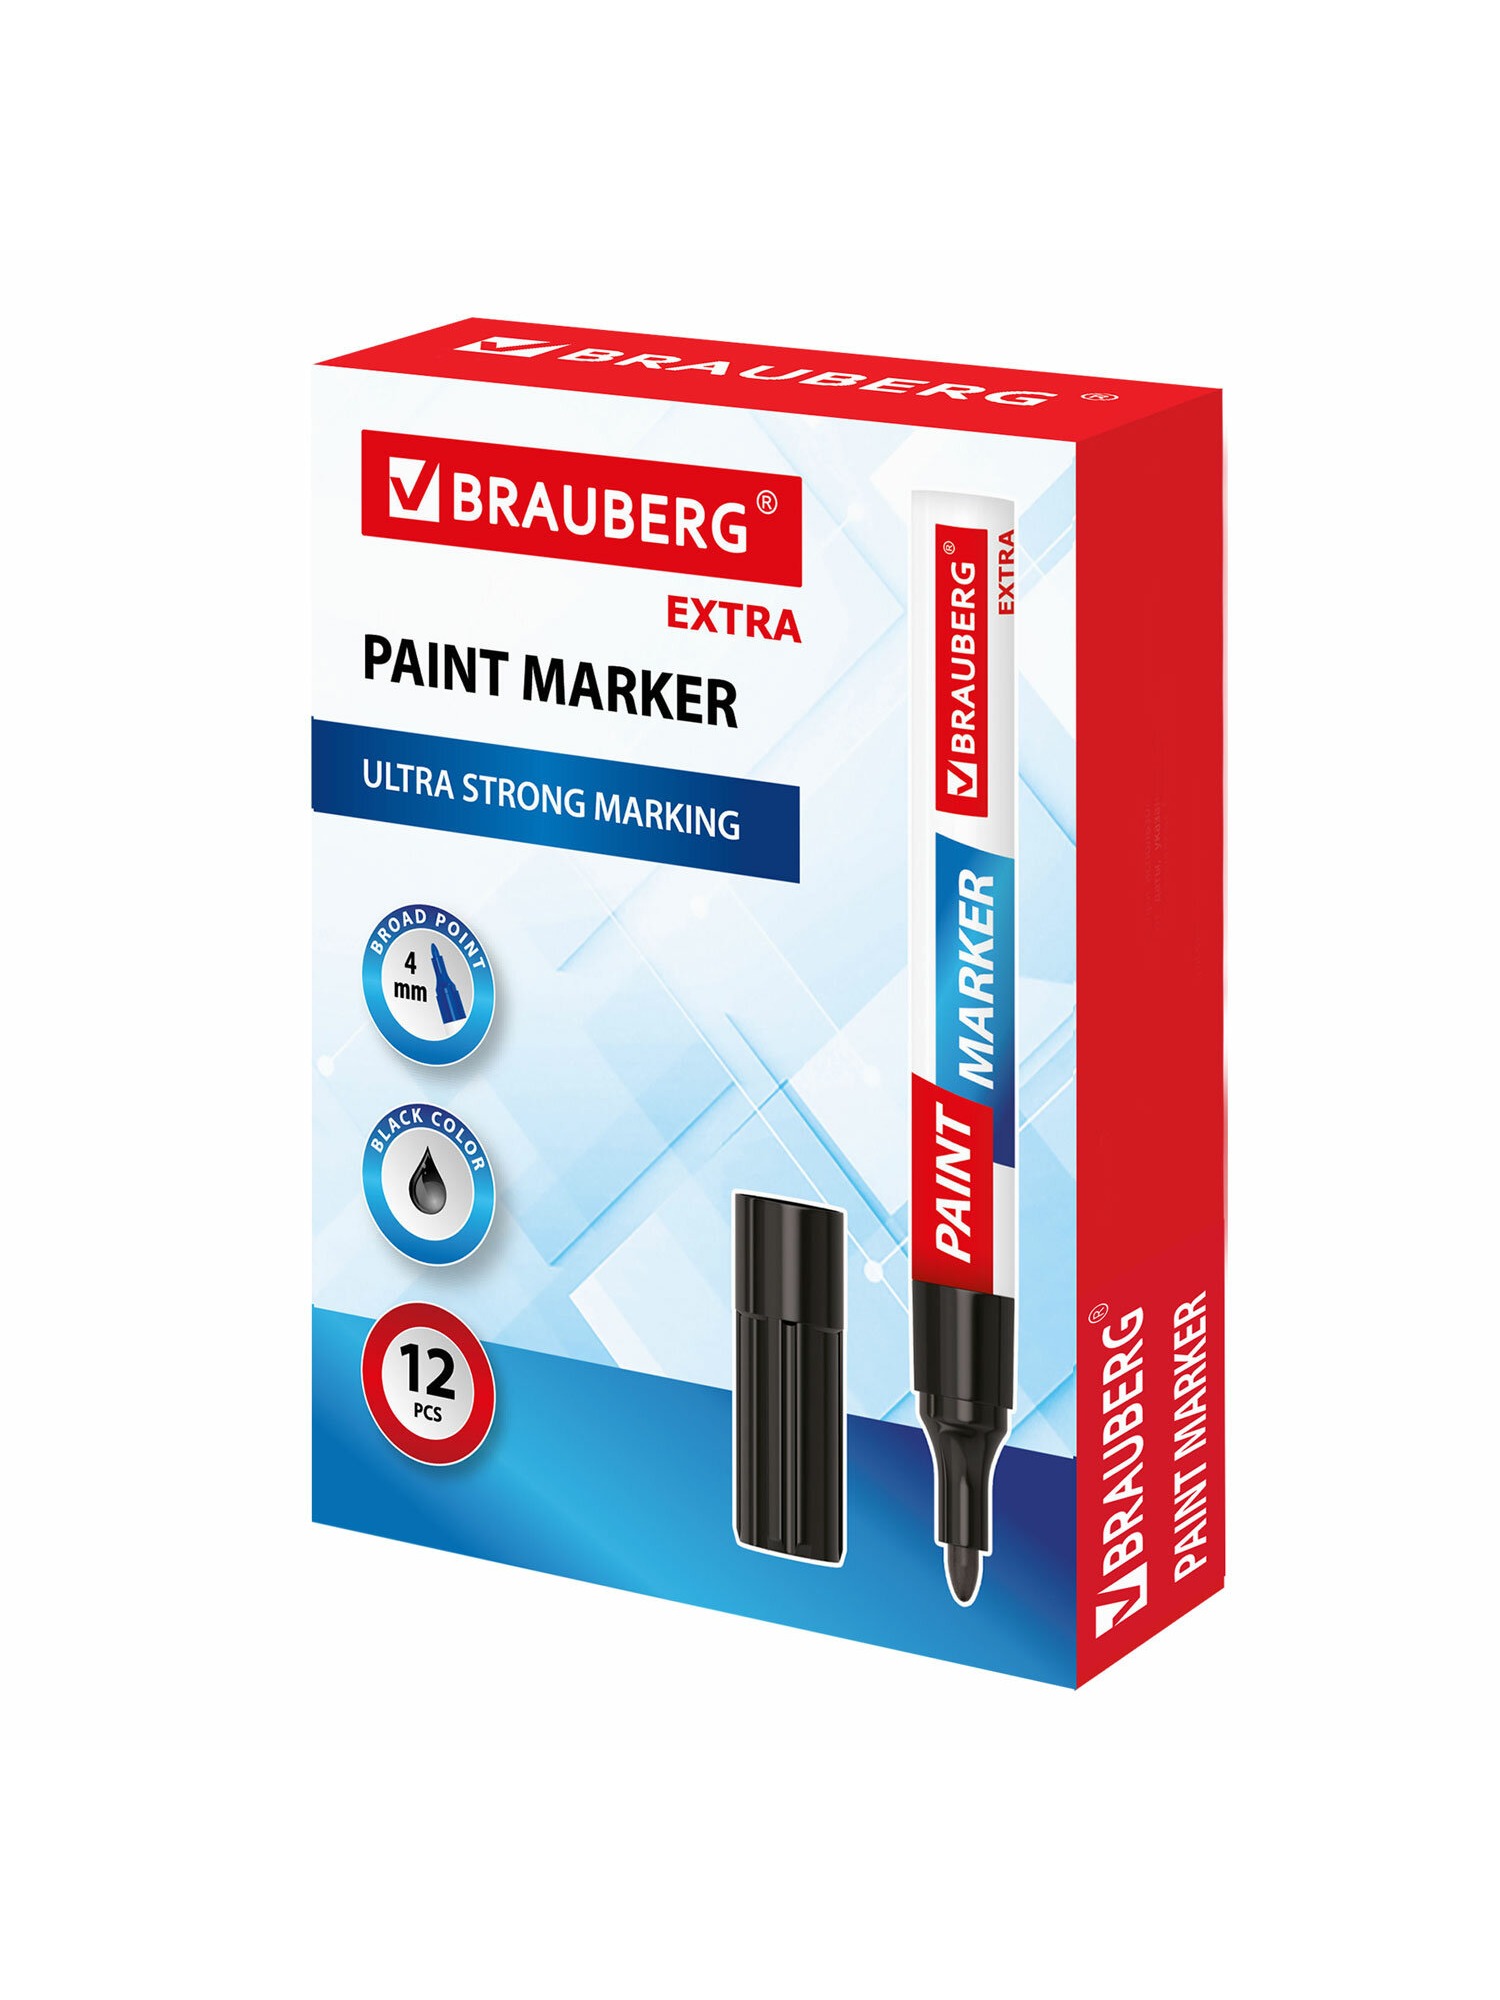 BRAUBERG ®
BRAUBERG®
EXTRA
PAINT MARKER
ULTRA STRONG MARKING
BROAD POINT
4
mm
BLACK COLOR
12
PCS
BRAUBERG®
EXTRA
PAINT MARKER
BRAUBERG®
PAINT MARKER